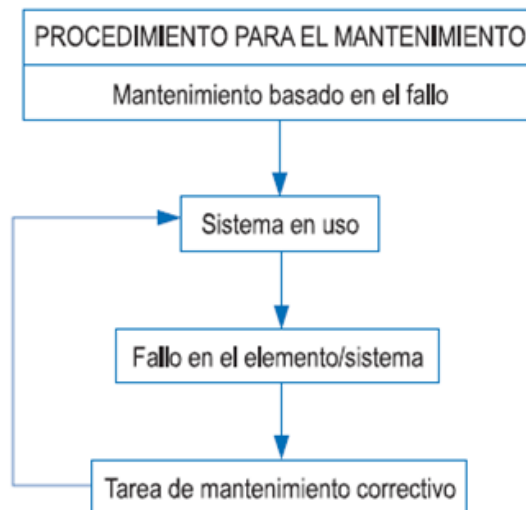 PROCEDIMIENTO PARA EL MANTENIMIENTO
Mantenimiento basado en el fallo
Sistema en uso
Fallo en el elemento/sistema
Tarea de mantenimiento correctivo